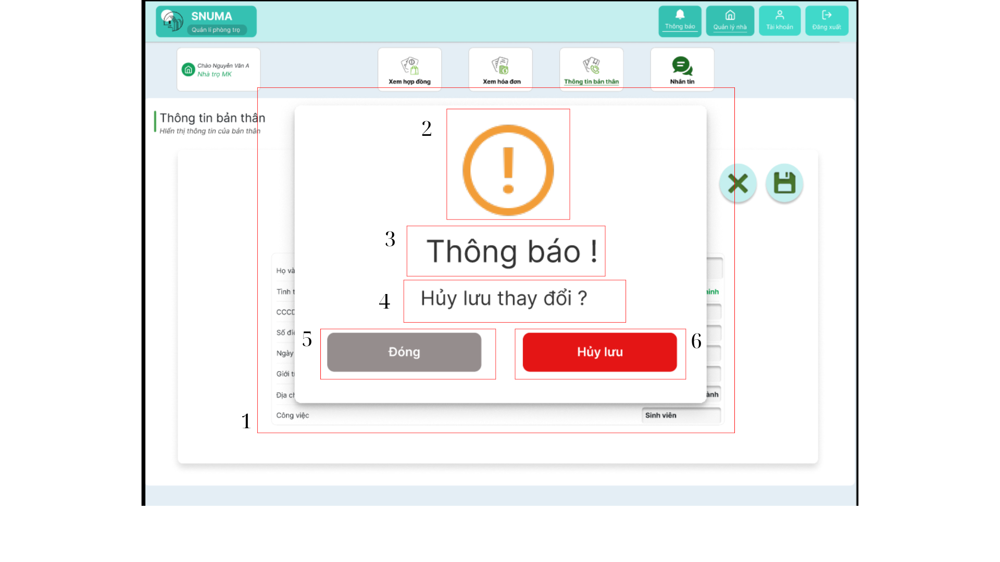 SNUMA
Quản lí phòng trọ
Thông báo
Quản lý nhà
Tài khoản
Đăng xuất
Chào Nguyễn Văn A
Nhà trọ MK
Xem hợp đồng
Xem hóa đơn
Thông tin bản thân
Nhắn tin
Thông tin bản thân
Hiển thị thông tin của bản thân
2
3
Thông báo !
4
Hủy lưu thay đổi ?
5
Đóng
Hủy lưu
6
Họ và
Tình t
CCCD
Số điệ
Ngày
Giới tí
Địa ch
ành
Công việc
Sinh viên
1